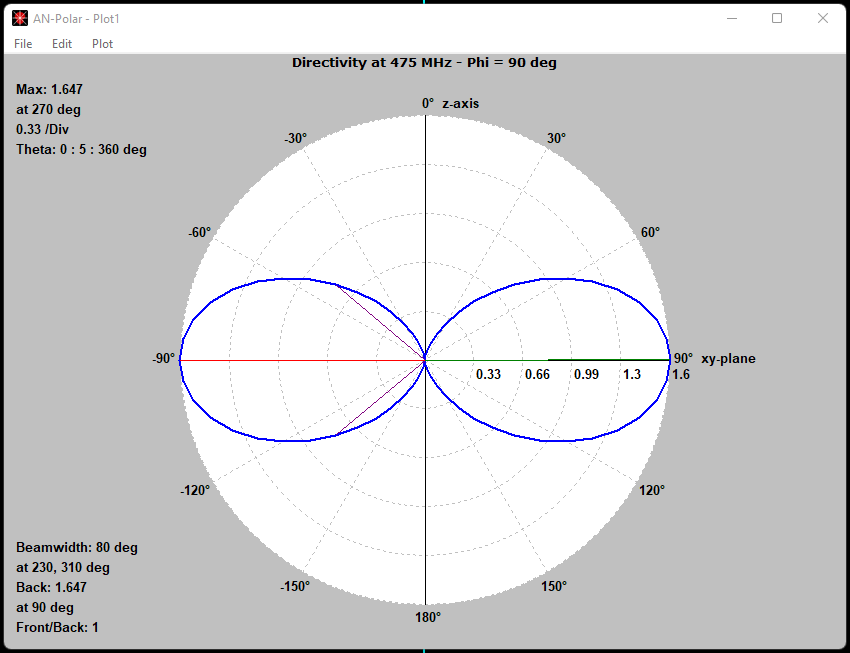 AN-Polar - Plot1
File Edit Plot
Directivity at 475 MHz - Phi = 90 deg
Max: 1.647
at 270 deg
0.33 /Div
Theta: 0 : 5 : 360 deg
0° z-axis
-30°
30°
-60°
60°
-90°
90° xy-plane
0.33 0.66 0.99 1.3 1.6
-120°
120°
-150°
150°
180°
Beamwidth: 80 deg
at 230, 310 deg
Back: 1.647
at 90 deg
Front/Back: 1